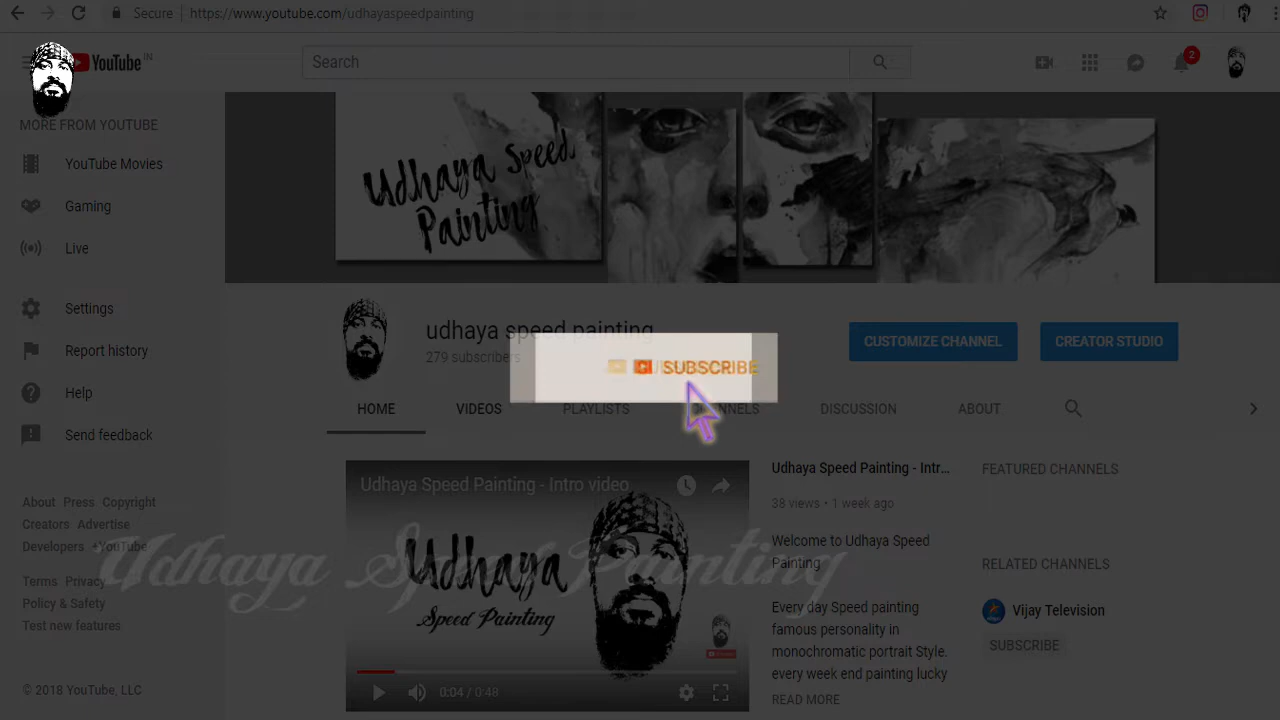 Secure https://www.youtube.com/udhayaspeedpainting
YouTube IN
Search
2
MORE FROM YOUTUBE
YouTube Movies
Gaming
Live
Settings
Report history
Help
Send feedback
About Press Copyright
Creators Advertise
Developers +YouTube
Terms Privacy
Policy & Safety
Test new features
© 2018 YouTube, LLC
Udhaya Speed
Painting
udhaya speed painting
279 subscribers
CUSTOMIZE CHANNEL
CREATOR STUDIO
SUBSCRIBE
HOME VIDEOS PLAYLISTS CHANNELS DISCUSSION ABOUT
Udhaya Speed Painting - Intro video
Udhaya
Speed Painting
0:04 / 0:48
Udhaya Speed Painting - Intr...
38 views • 1 week ago
Welcome to Udhaya Speed
Painting
Every day Speed painting
famous personality in
monochromatic portrait Style.
every week end painting lucky
READ MORE
FEATURED CHANNELS
RELATED CHANNELS
Vijay Television
SUBSCRIBE
Udhaya Speed Painting